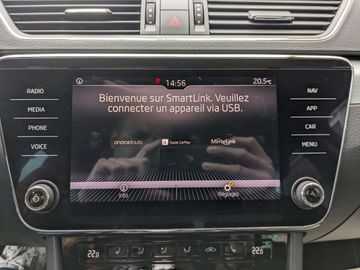 14:56
20.5°C
RADIO
MEDIA
PHONE
VOICE
Bienvenue sur SmartLink. Veuillez
connecter un appareil via USB.
androidauto
Apple CarPlay
MirrorLink
Info
Réglages
NAV
APP
CAR
MENU
22.0
22.0